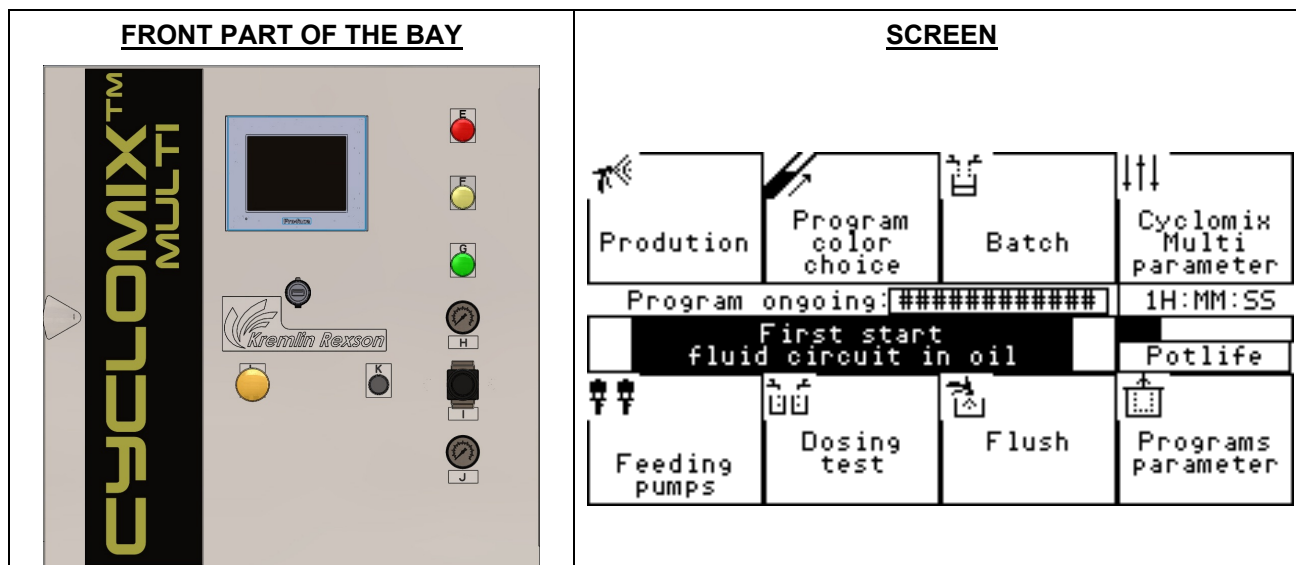 FRONT PART OF THE BAY
SCREEN
CYCLOMIX™
MULTI
E
F
G
H
I
J
K
Kremlin Rexson
Prodution
Program
color
choice
Batch
Cyclomix
Multi
parameter
Program ongoing: ############
1H:MM:SS
First start
fluid circuit in oil
Potlife
Feeding
pumps
Dosing
test
Flush
Programs
parameter